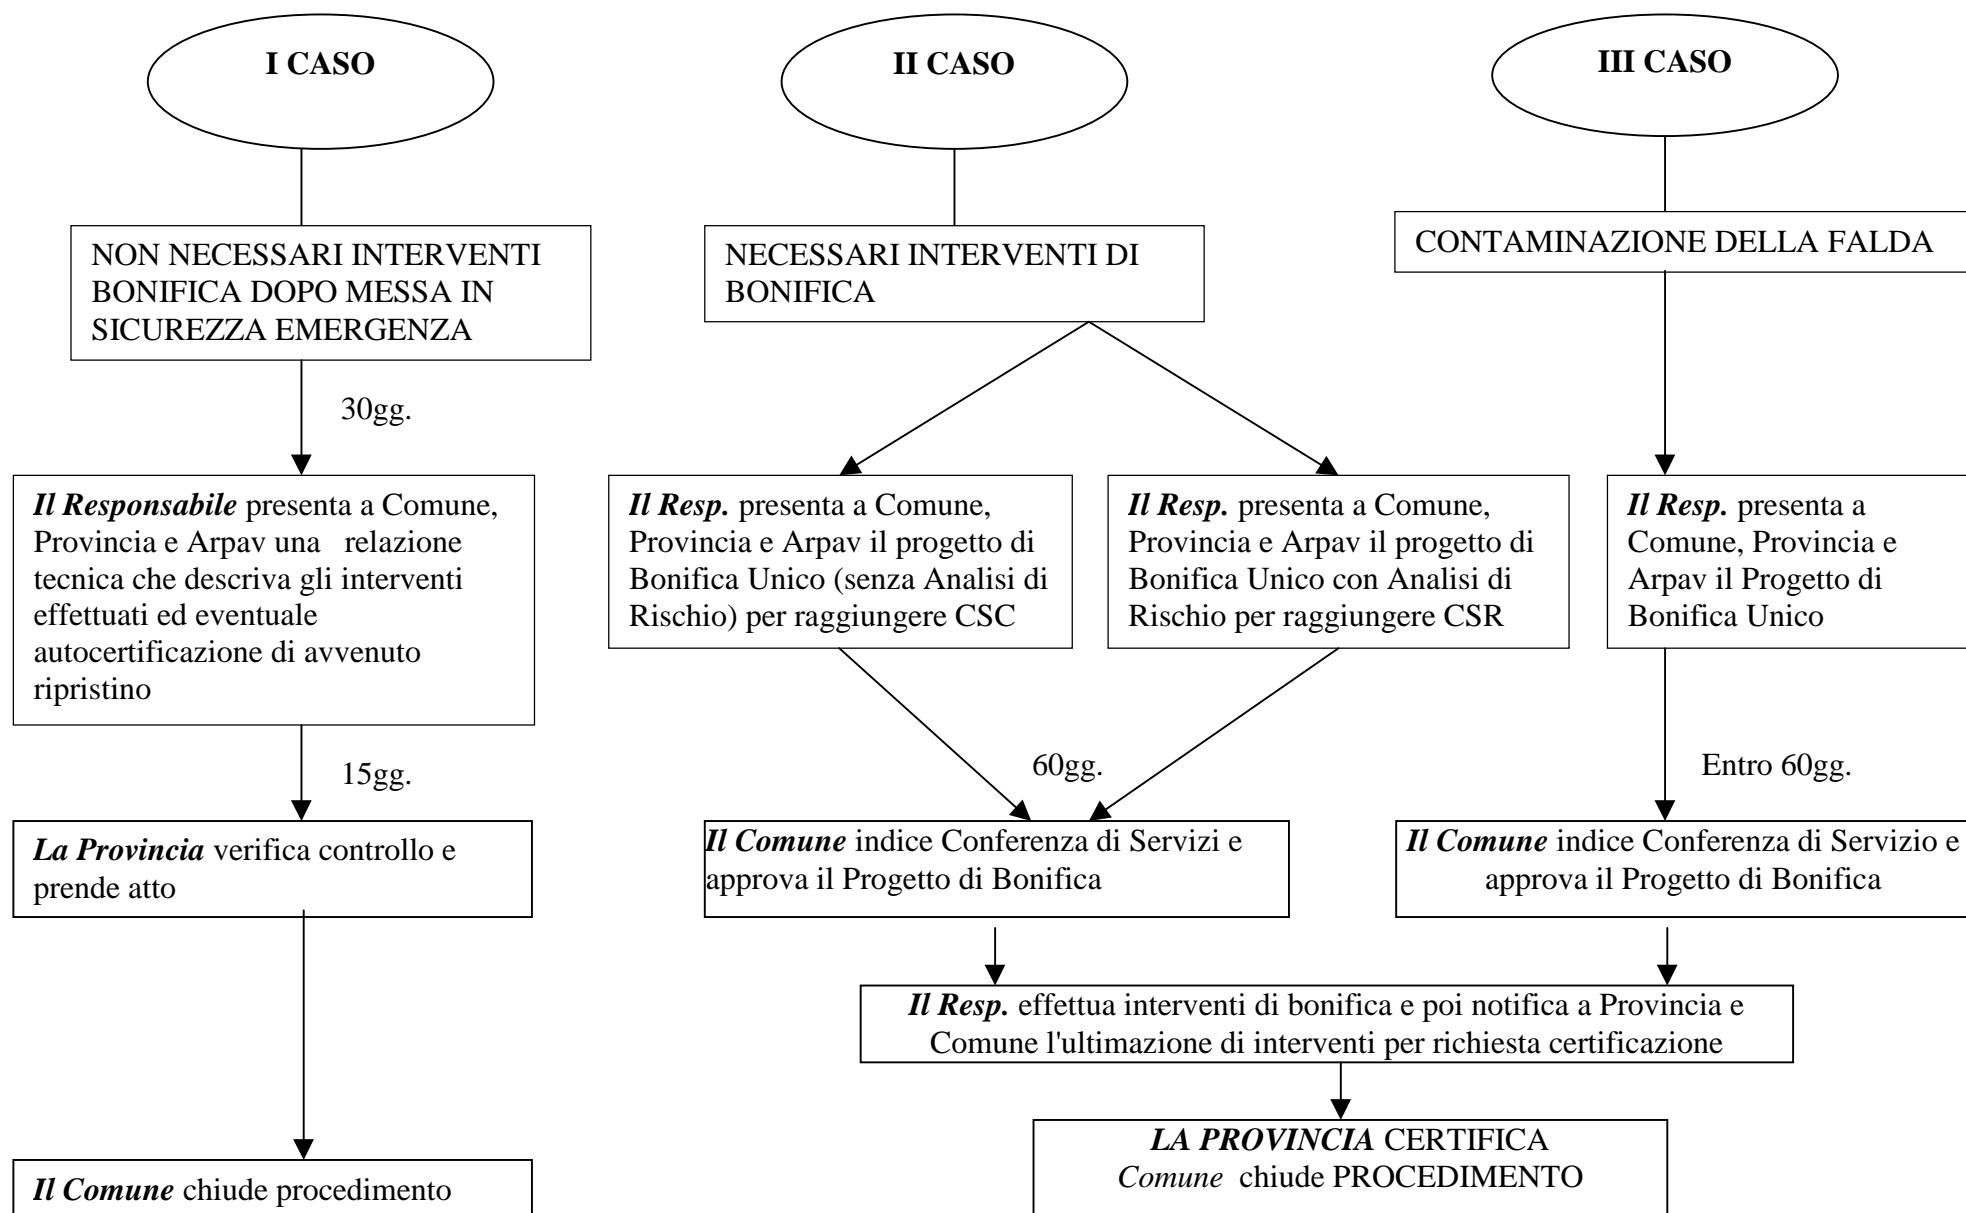 I CASO
II CASO
III CASO
NON NECESSARI INTERVENTI
BONIFICA DOPO MESSA IN
SICUREZZA EMERGENZA
NECESSARI INTERVENTI DI
BONIFICA
CONTAMINAZIONE DELLA FALDA
30gg.
Il Responsabile presenta a Comune,
Provincia e Arpav una relazione
tecnica che descriva gli interventi
effettuati ed eventuale
autocertificazione di avvenuto
ripristino
Il Resp. presenta a Comune,
Provincia e Arpav il progetto di
Bonifica Unico (senza Analisi di
Rischio) per raggiungere CSC
Il Resp. presenta a Comune,
Provincia e Arpav il progetto di
Bonifica Unico con Analisi di
Rischio per raggiungere CSR
Il Resp. presenta a
Comune, Provincia e
Arpav il Progetto di
Bonifica Unico
15gg.
60gg.
Entro 60gg.
La Provincia verifica controllo e
prende atto
Il Comune indice Conferenza di Servizi e
approva il Progetto di Bonifica
Il Comune indice Conferenza di Servizio e
approva il Progetto di Bonifica
Il Resp. effettua interventi di bonifica e poi notifica a Provincia e
Comune l'ultimazione di interventi per richiesta certificazione
LA PROVINCIA CERTIFICA
Comune chiude PROCEDIMENTO
Il Comune chiude procedimento